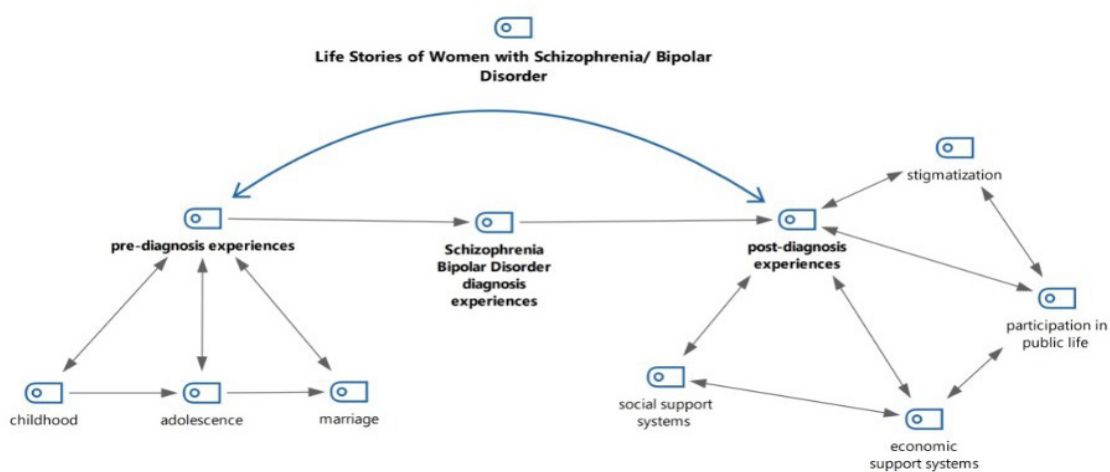 Life Stories of Women with Schizophrenia/ Bipolar
Disorder
stigmatization
pre-diagnosis experiences
Schizophrenia
Bipolar Disorder
diagnosis
experiences
post-diagnosis
experiences
participation in
public life
childhood
adolescence
marriage
social support
systems
economic
support systems